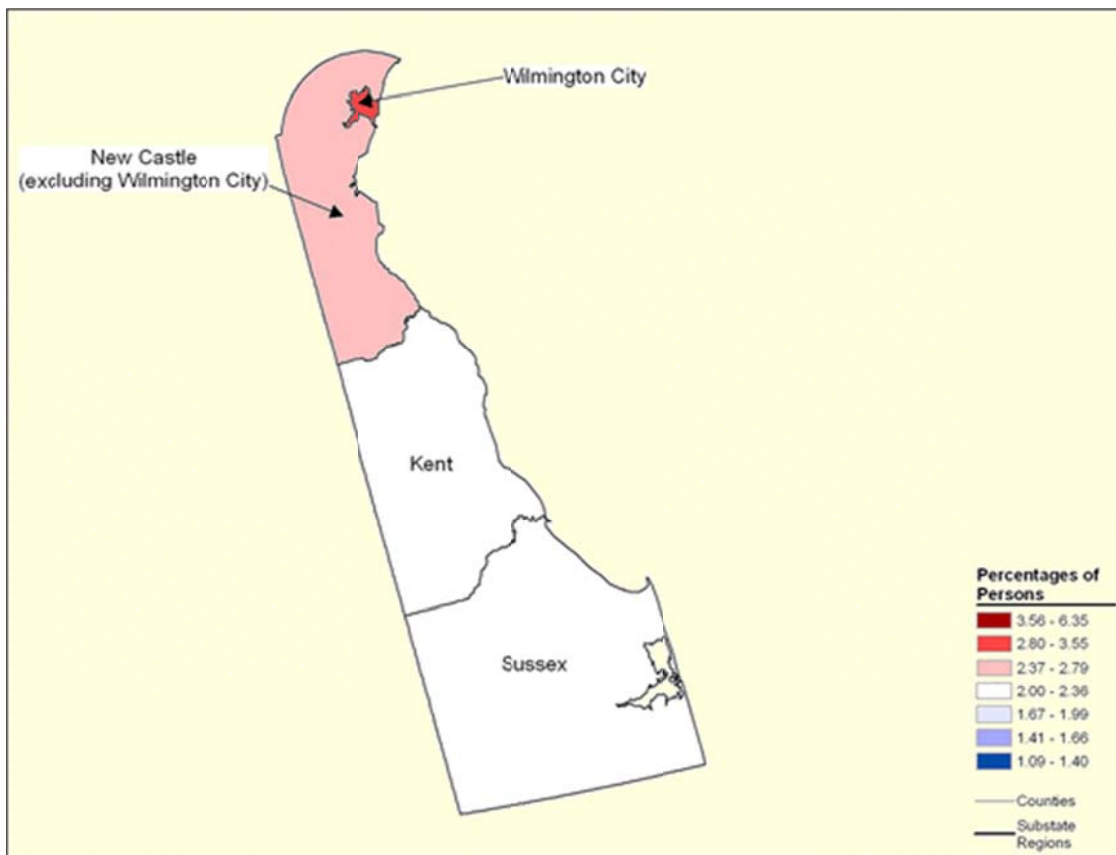 Wilmington City
New Castle
(excluding Wilmington City)
Kent
Sussex
Percentages of
Persons
3.56 - 6.35
2.80 - 3.55
2.37 - 2.79
2.00 - 2.36
1.67 - 1.99
1.41 - 1.66
1.09 - 1.40
Counties
Substate
Regions